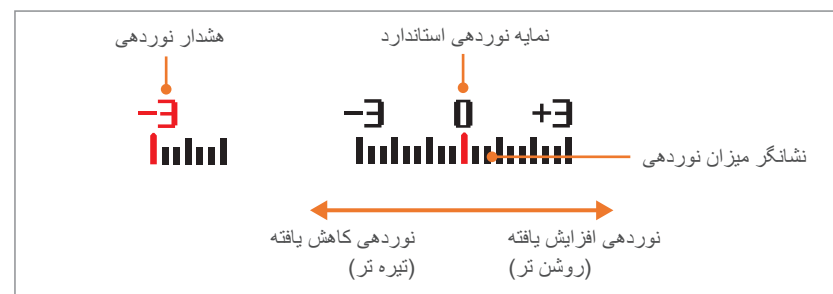 نمایه نوردهی استاندارد
هشدار نوردهی
-3 0 +3
-3
نشانگر میزان نوردهی
نوردهی افزایش یافته
(روشن تر)
نوردهی کاهش یافته
(تیره تر)